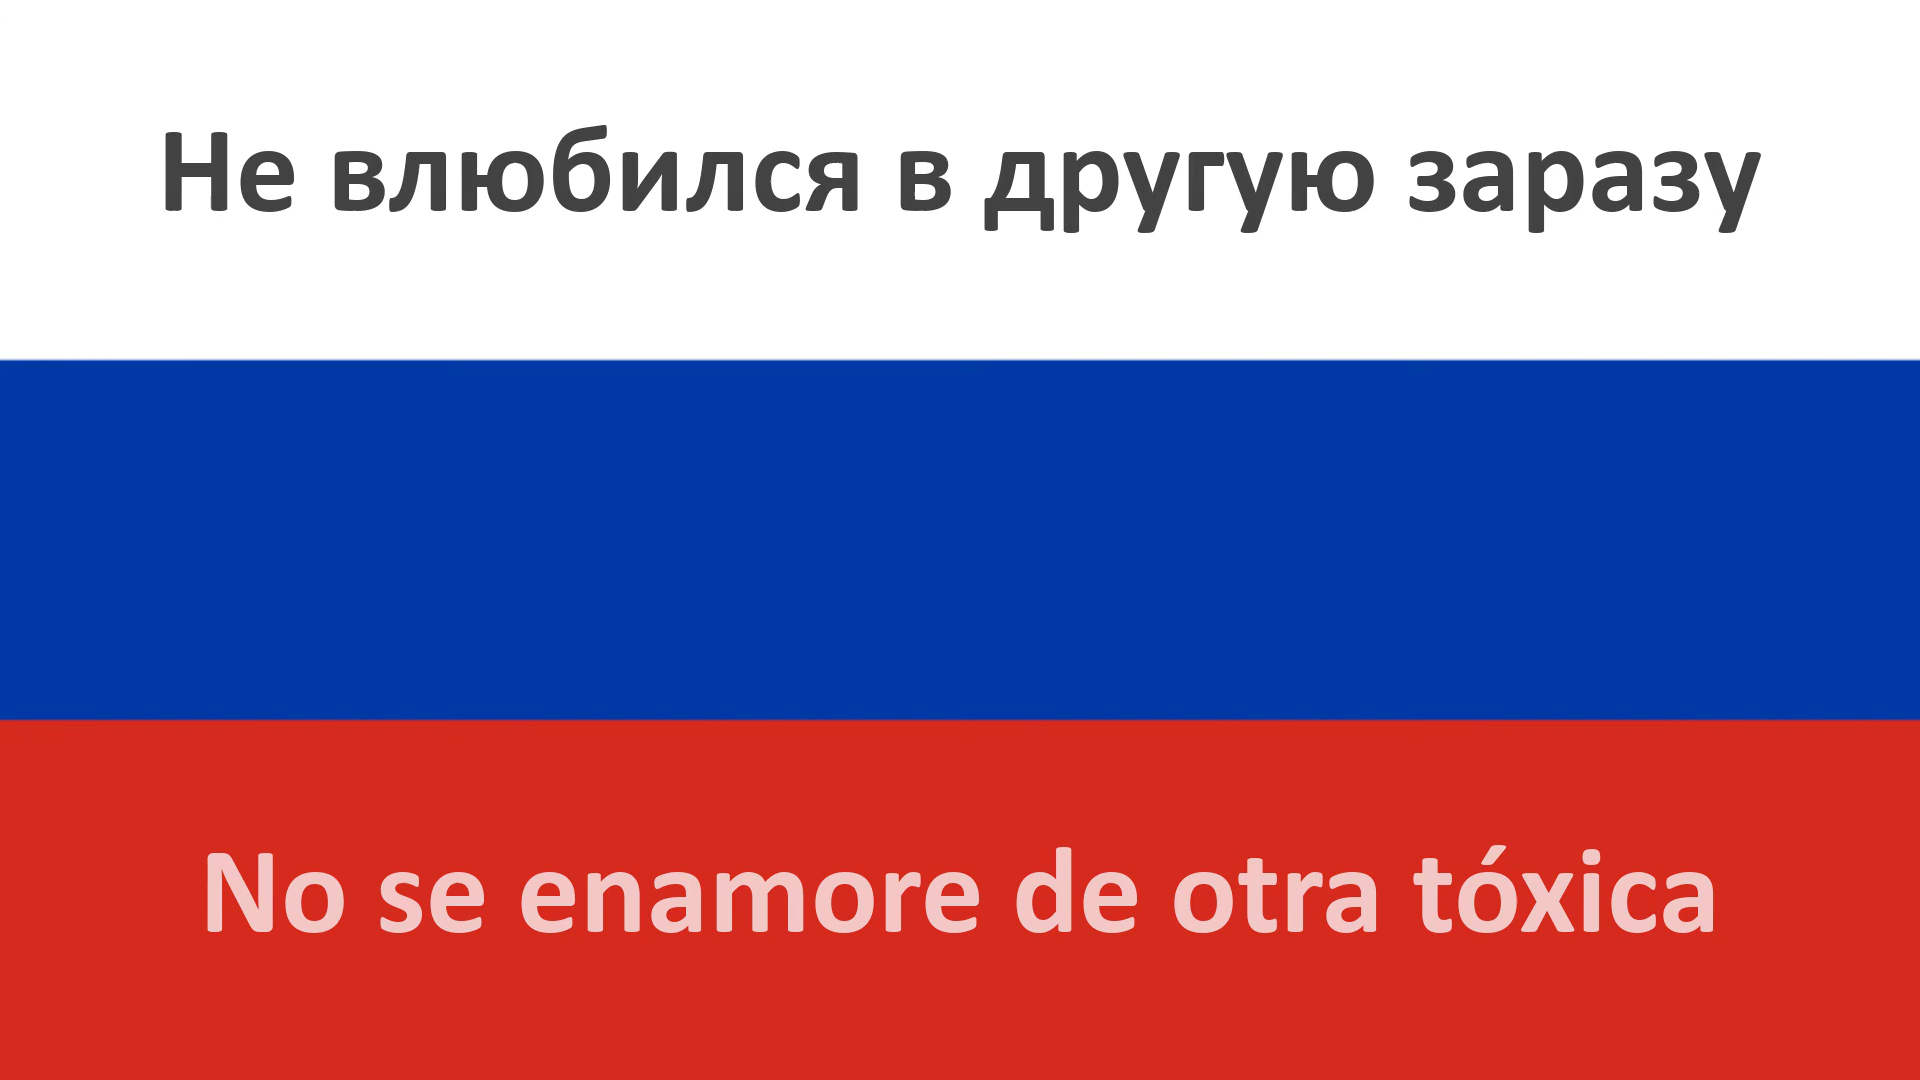 Не влюбился в другую заразу
No se enamore de otra tóxica